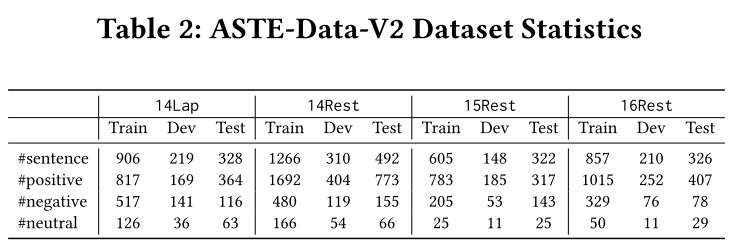 Table 2: ASTE-Data-V2 Dataset Statistics
14Lap 14Rest 15Rest 16Rest
Train Dev Test Train Dev Test Train Dev Test Train Dev Test
#sentence 906 219 328 1266 310 492 605 148 322 857 210 326
#positive 817 169 364 1692 404 773 783 185 317 1015 252 407
#negative 517 141 116 480 119 155 205 53 143 329 76 78
#neutral 126 36 63 166 54 66 25 11 25 50 11 29